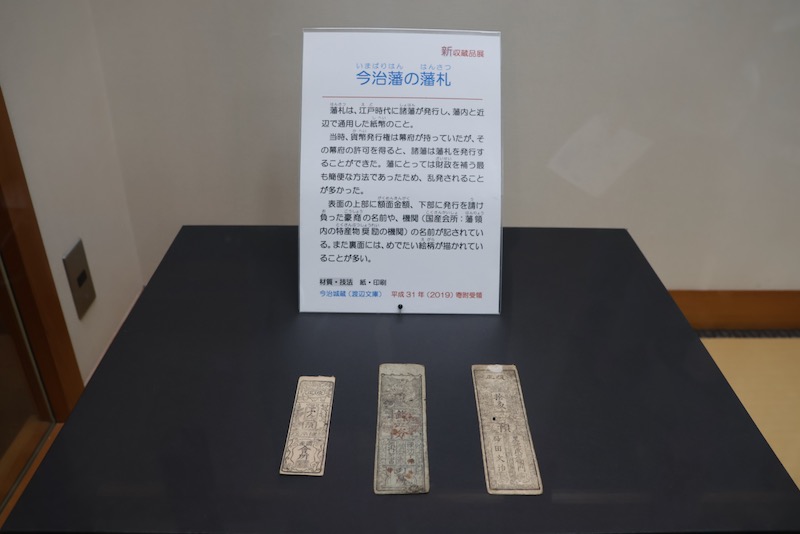 新収蔵品展
いまばりはん はんさつ
今治藩の藩札
藩札は、江戸時代に諸藩が発行し、藩内と近
辺で通用した紙幣のこと。
当時、貨幣発行権は幕府が持っていたが、そ
の幕府の許可を得ると、諸藩は藩札を発行す
ることができた。藩にとっては財政を補う最
も簡便な方法であったため、乱発されること
が多かった。
表面の上部に額面金額、下部に発行を請け
負った豪商の名前や、機関（国産会所：藩領
内の特産物奨励の機関）の名前が記されてい
る。また裏面には、めでたい絵柄が描かれてい
ることが多い。
材質・技法 紙・印刷
今治城蔵（渡辺文庫） 平成31年（2019）寄附受領